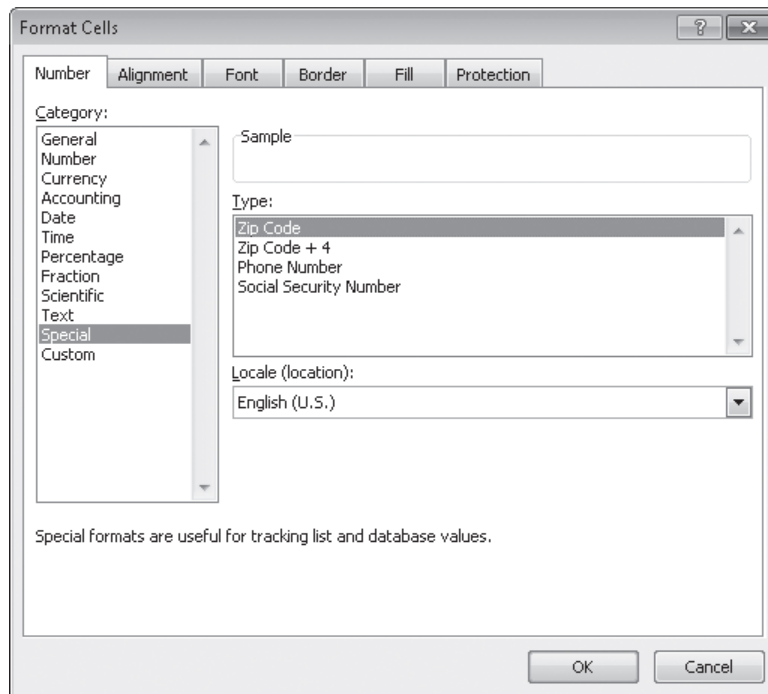 Format Cells
Number Alignment Font Border Fill Protection
Category:
General
Number
Currency
Accounting
Date
Time
Percentage
Fraction
Scientific
Text
Special
Custom
Sample
Type:
Zip Code
Zip Code + 4
Phone Number
Social Security Number
Locale (location):
English (U.S.)
Special formats are useful for tracking list and database values.
OK Cancel